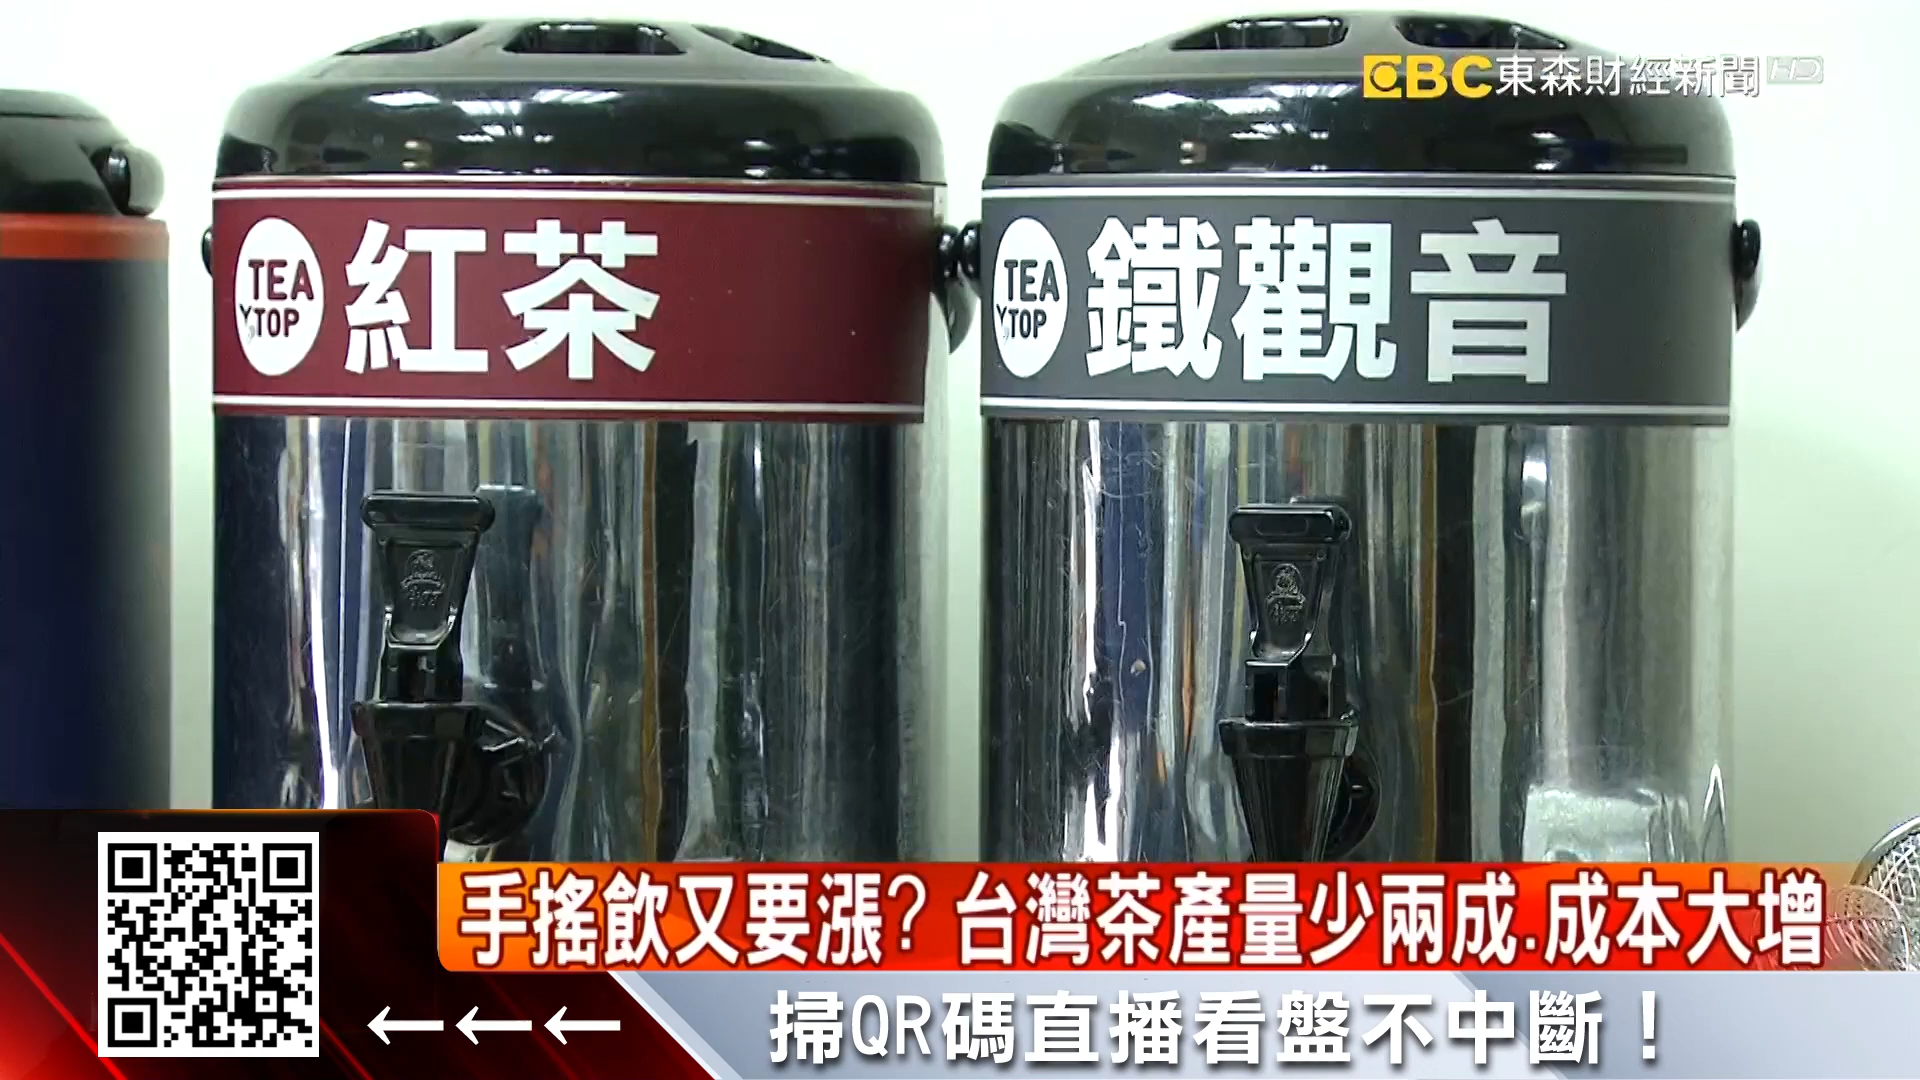 EBC東森財經新聞HD
TEA
TOP
紅茶
TEA
TOP
鐵觀音
手搖飲又要漲? 台灣茶產量少兩成.成本大增
←←← 掃QR碼直播看盤不中斷!